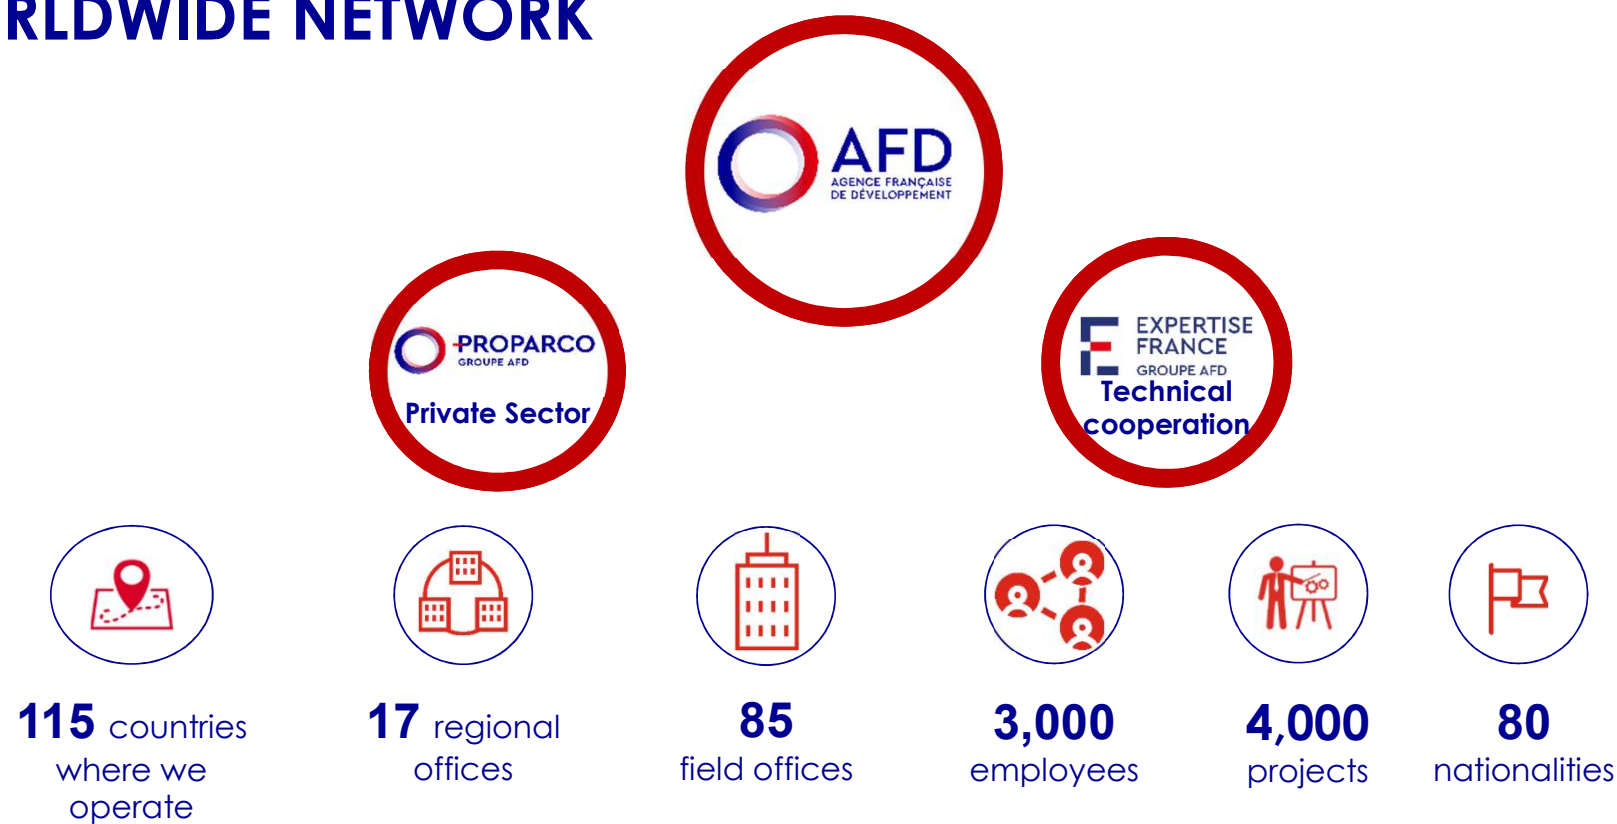 RLDWIDE NETWORK
AFD
AGENCE FRANÇAISE
DE DÉVELOPPEMENT
PROPARCO
GROUPE AFD
Private Sector
EXPERTISE
FRANCE
GROUPE AFD
Technical
cooperation
115 countries
where we
operate
17 regional
offices
85
field offices
3,000
employees
4,000
projects
80
nationalities